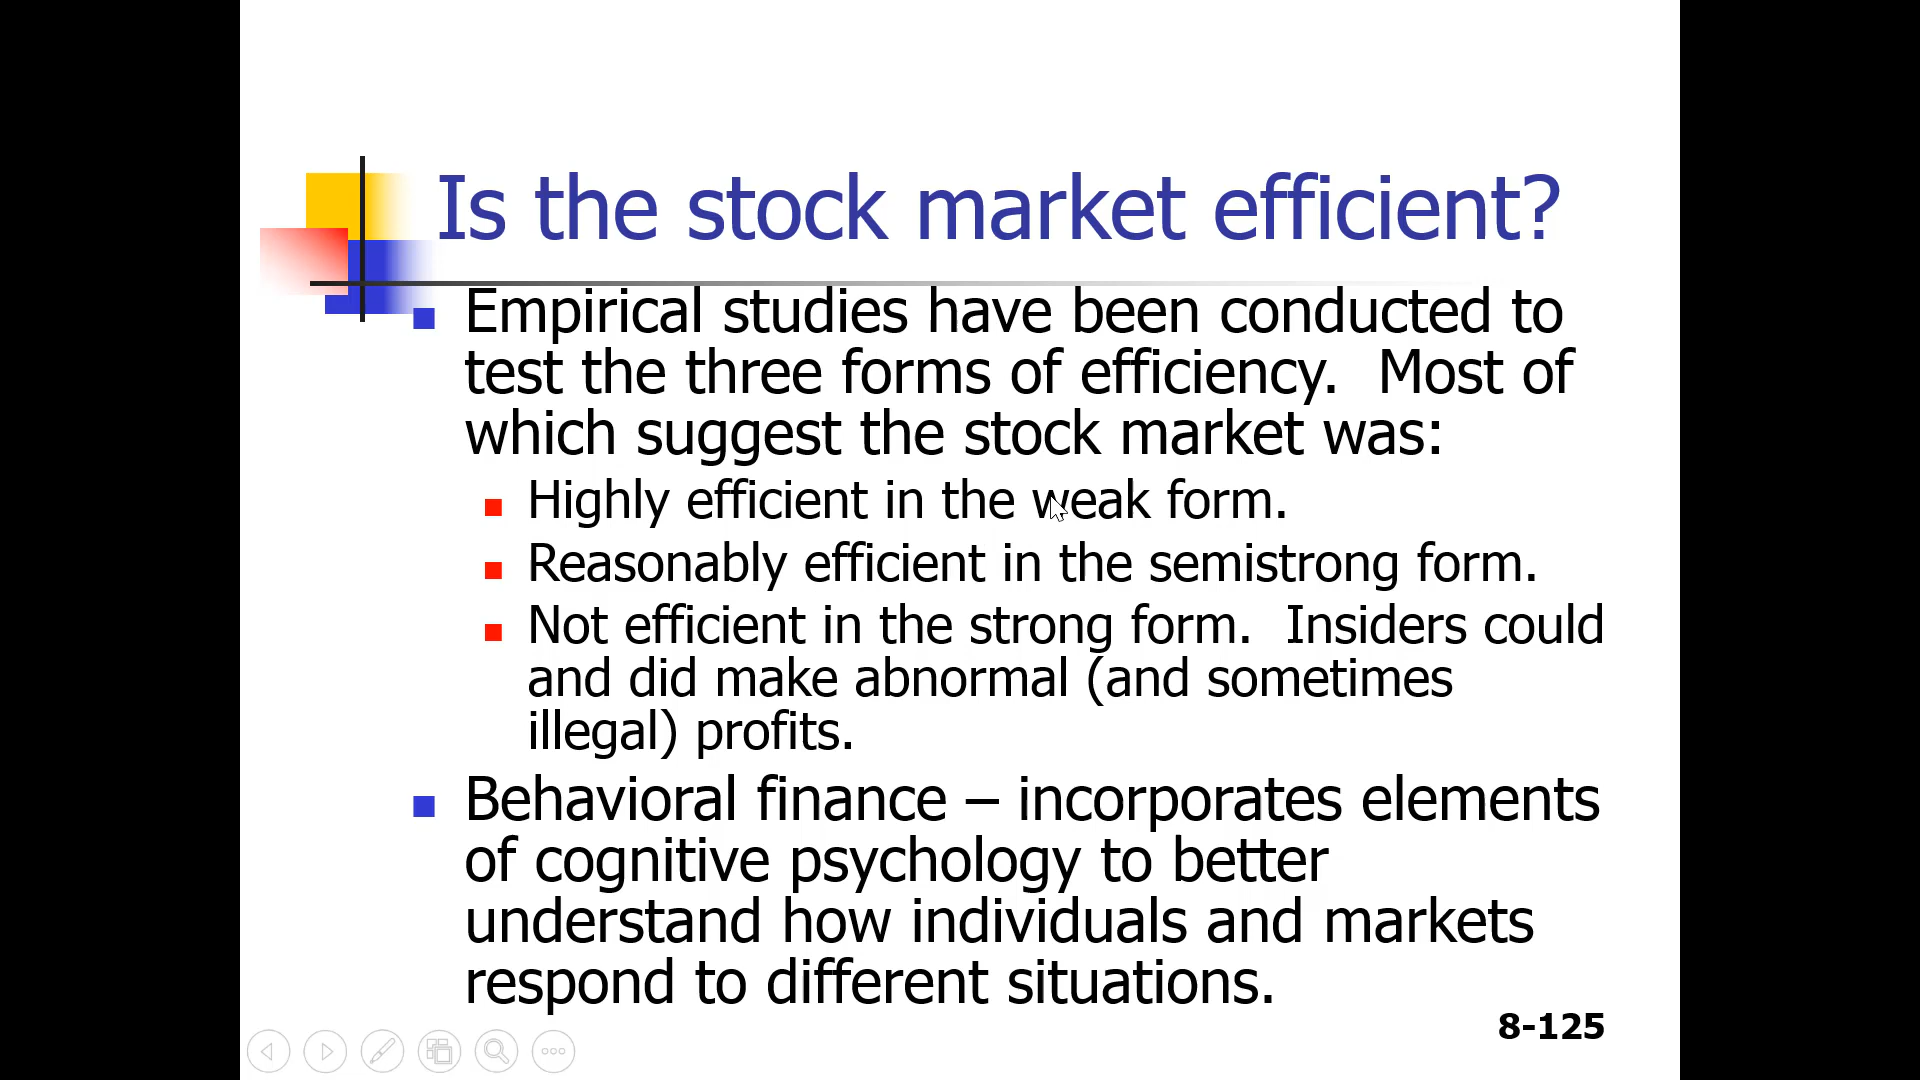 Is the stock market efficient?
Empirical studies have been conducted to
test the three forms of efficiency.  Most of
which suggest the stock market was:
Highly efficient in the weak form.
Reasonably efficient in the semistrong form.
Not efficient in the strong form.  Insiders could
and did make abnormal (and sometimes
illegal) profits.
Behavioral finance – incorporates elements
of cognitive psychology to better
understand how individuals and markets
respond to different situations.
8-125